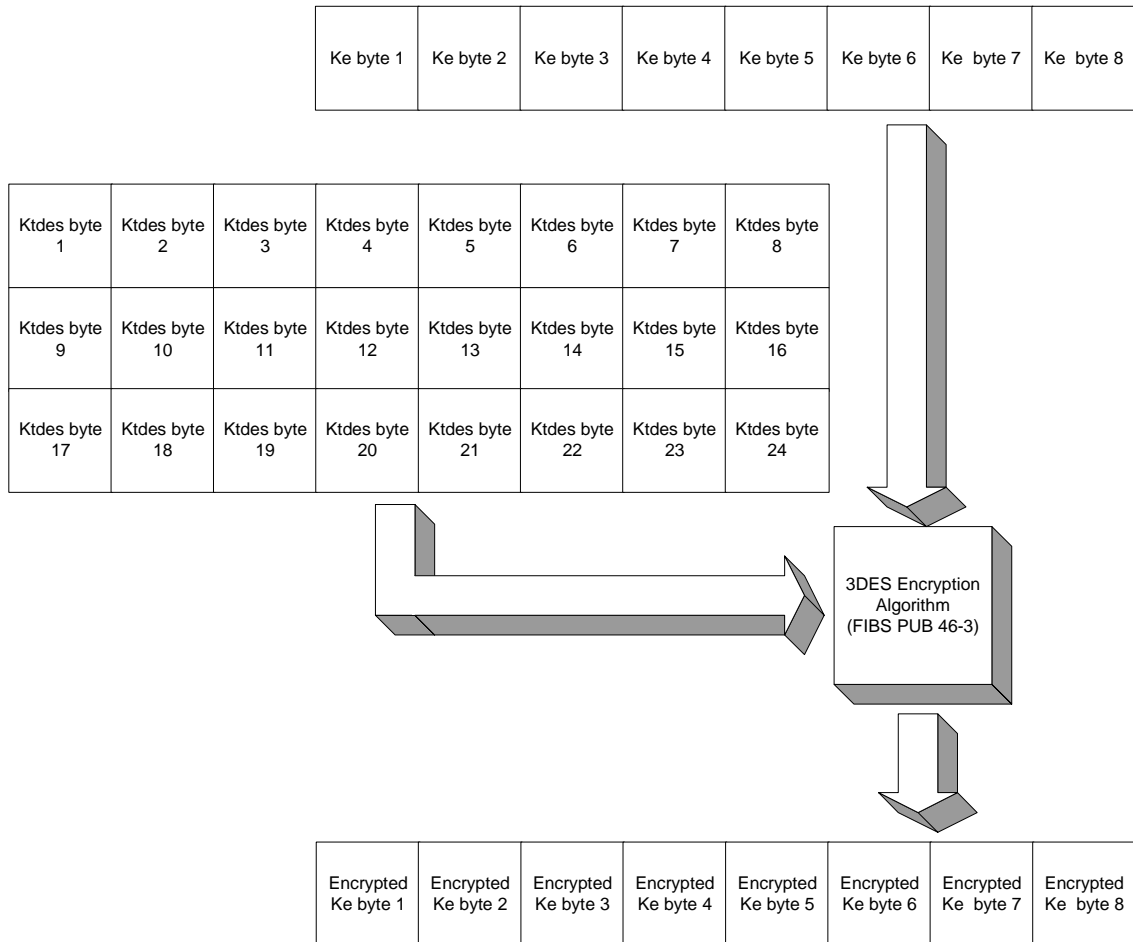 Ke byte 1 Ke byte 2 Ke byte 3 Ke byte 4 Ke byte 5 Ke byte 6 Ke byte 7 Ke byte 8
Ktdes byte 1 Ktdes byte 2 Ktdes byte 3 Ktdes byte 4 Ktdes byte 5 Ktdes byte 6 Ktdes byte 7 Ktdes byte 8
Ktdes byte 9 Ktdes byte 10 Ktdes byte 11 Ktdes byte 12 Ktdes byte 13 Ktdes byte 14 Ktdes byte 15 Ktdes byte 16
Ktdes byte 17 Ktdes byte 18 Ktdes byte 19 Ktdes byte 20 Ktdes byte 21 Ktdes byte 22 Ktdes byte 23 Ktdes byte 24
3DES Encryption
Algorithm
(FIBS PUB 46-3)
Encrypted Ke byte 1 Encrypted Ke byte 2 Encrypted Ke byte 3 Encrypted Ke byte 4 Encrypted Ke byte 5 Encrypted Ke byte 6 Encrypted Ke byte 7 Encrypted Ke byte 8